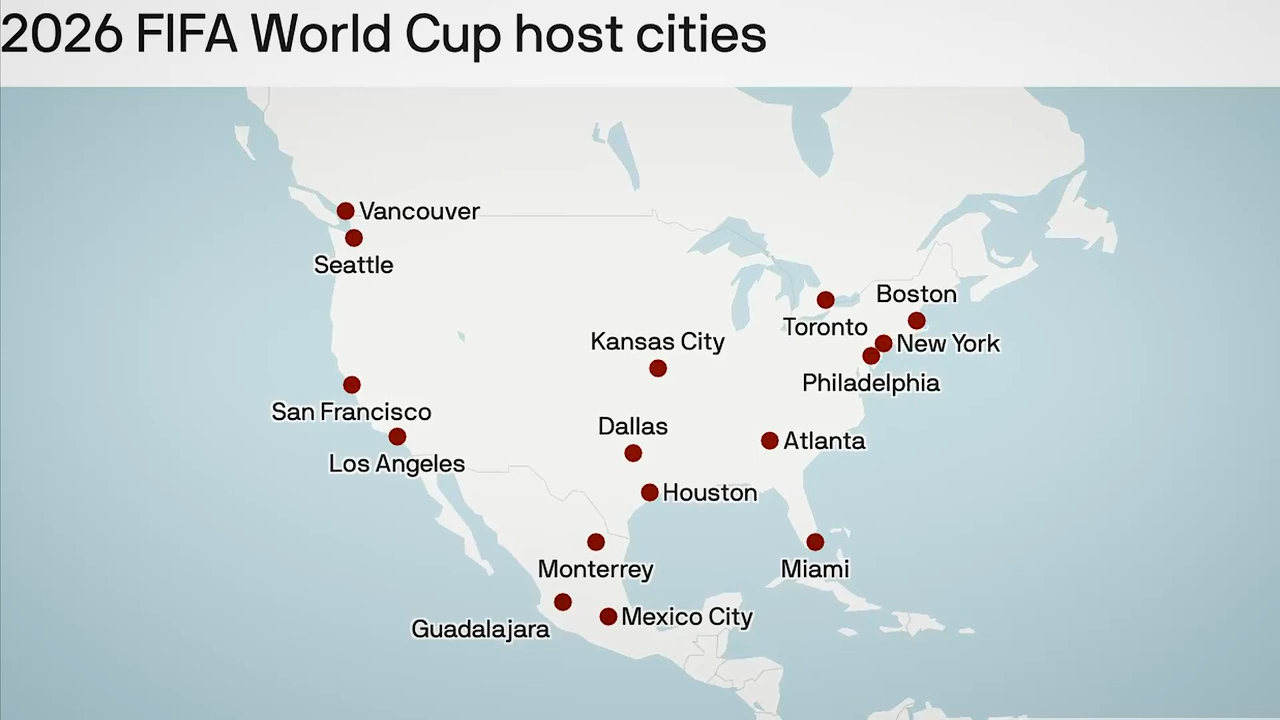 2026 FIFA World Cup host cities
Vancouver
Seattle
Boston
Toronto
Kansas City
New York
Philadelphia
San Francisco
Dallas
Atlanta
Los Angeles
Houston
Monterrey
Miami
Mexico City
Guadalajara